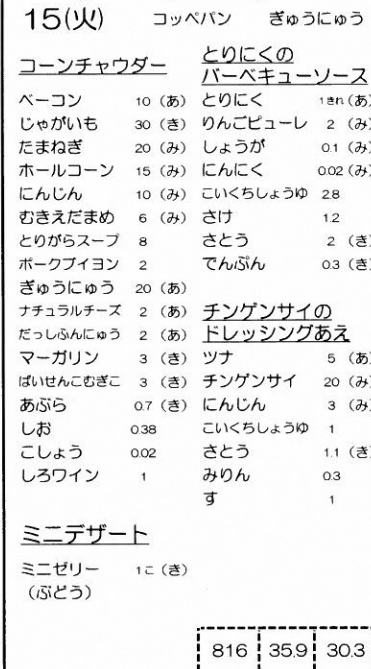 15(火) コッペパン ぎゅうにゅう
コーンチャウダー
ベーコン 10 (あ)
じゃがいも 30 (き)
たまねぎ 20 (み)
ホールコーン 15 (み)
にんじん 10 (み)
むきえだまめ 6 (み)
とりがらスープ 8
ポークブイヨン 2
ぎゅうにゅう 20 (あ)
ナチュラルチーズ 2 (あ)
だっしふんにゅう 2 (あ)
マーガリン 3 (き)
ばいせんこむぎこ 3 (き)
あぶら 0.7 (き)
しお 0.38
こしょう 0.02
しろワイン 1
ミニデザート
ミニゼリー 1こ (き)
(ぶどう)
とりにくの
バーベキューソース
とりにく 1きれ (あ)
りんごピューレ 2 (み)
しょうが 0.1 (み)
にんにく 0.02 (み)
こいくちしょうゆ 2.8
さけ 1.2
さとう 2 (き)
でんぷん 0.3 (き)
チンゲンサイの
ドレッシングあえ
ツナ 5 (あ)
チンゲンサイ 20 (み)
にんじん 3 (み)
こいくちしょうゆ 1
さとう 1.1 (き)
みりん 0.3
す 1
816 35.9 30.3